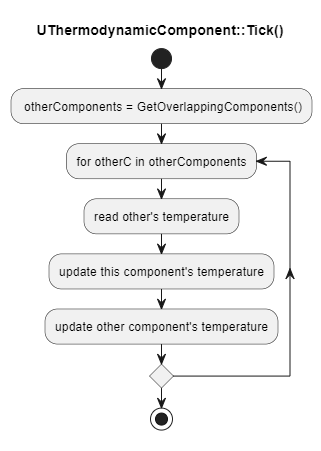 UThermodynamicComponent::Tick()
otherComponents = GetOverlappingComponents()
for otherC in otherComponents
read other's temperature
update this component's temperature
update other component's temperature